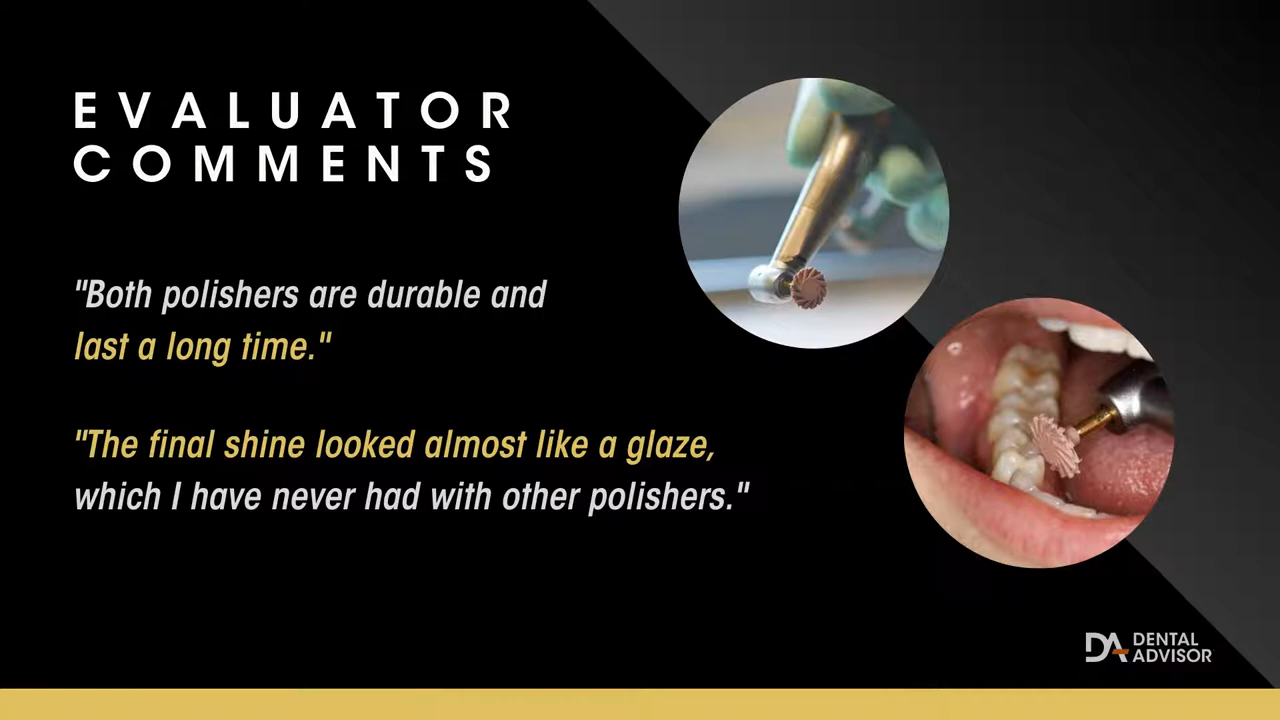 EVALUATOR
COMMENTS
"Both polishers are durable and
last a long time."
"The final shine looked almost like a glaze,
which I have never had with other polishers."
DA
DENTAL
ADVISOR